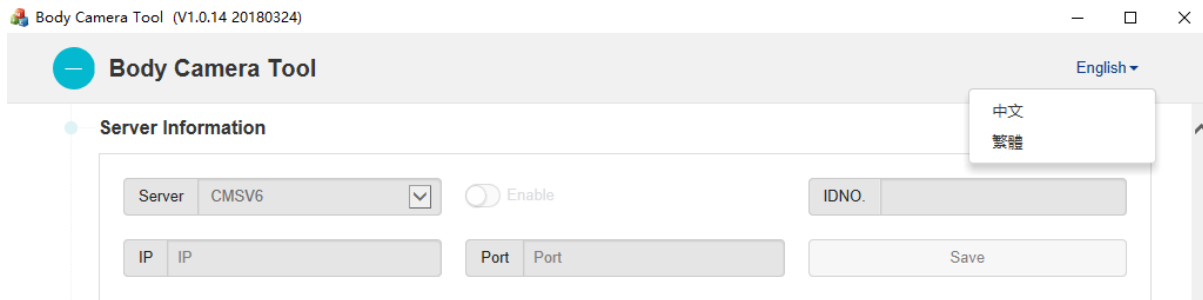 Body Camera Tool (V1.0.14 20180324)
Body Camera Tool
English
中文
繁體
Server Information
Server CMSV6 Enable IDNO.
IP IP Port Port Save